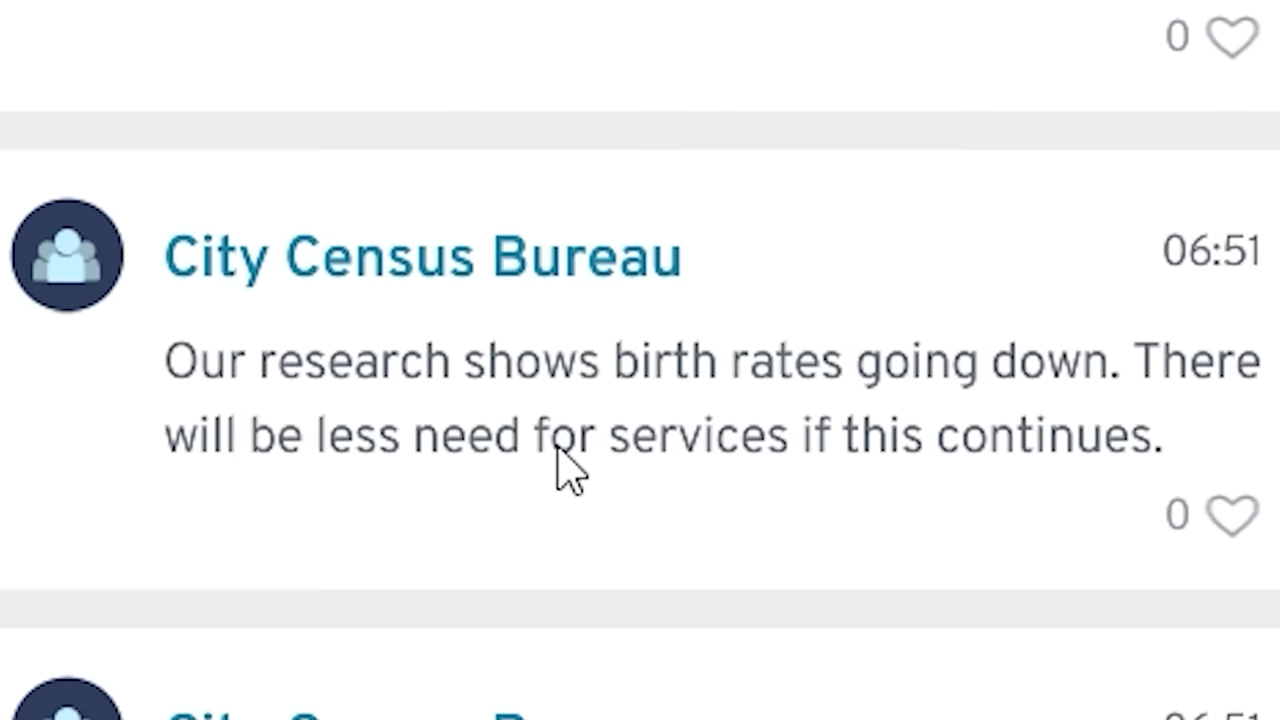 0
City Census Bureau
06:51
Our research shows birth rates going down. There
will be less need for services if this continues.
0